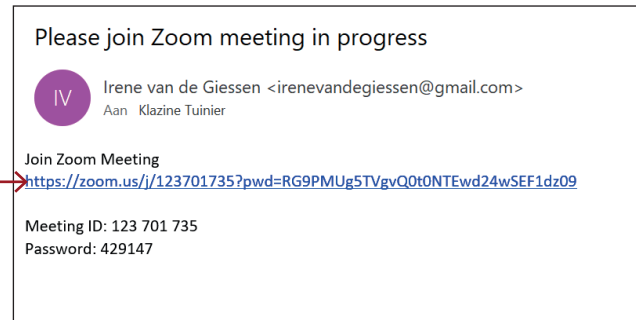 Please join Zoom meeting in progress
IV
Irene van de Giessen <irenevandegiessen@gmail.com>
Aan Klazine Tuinier
Join Zoom Meeting
https://zoom.us/j/123701735?pwd=RG9PMUg5TVgvQ0t0NTEwd24wSEF1dz09
Meeting ID: 123 701 735
Password: 429147